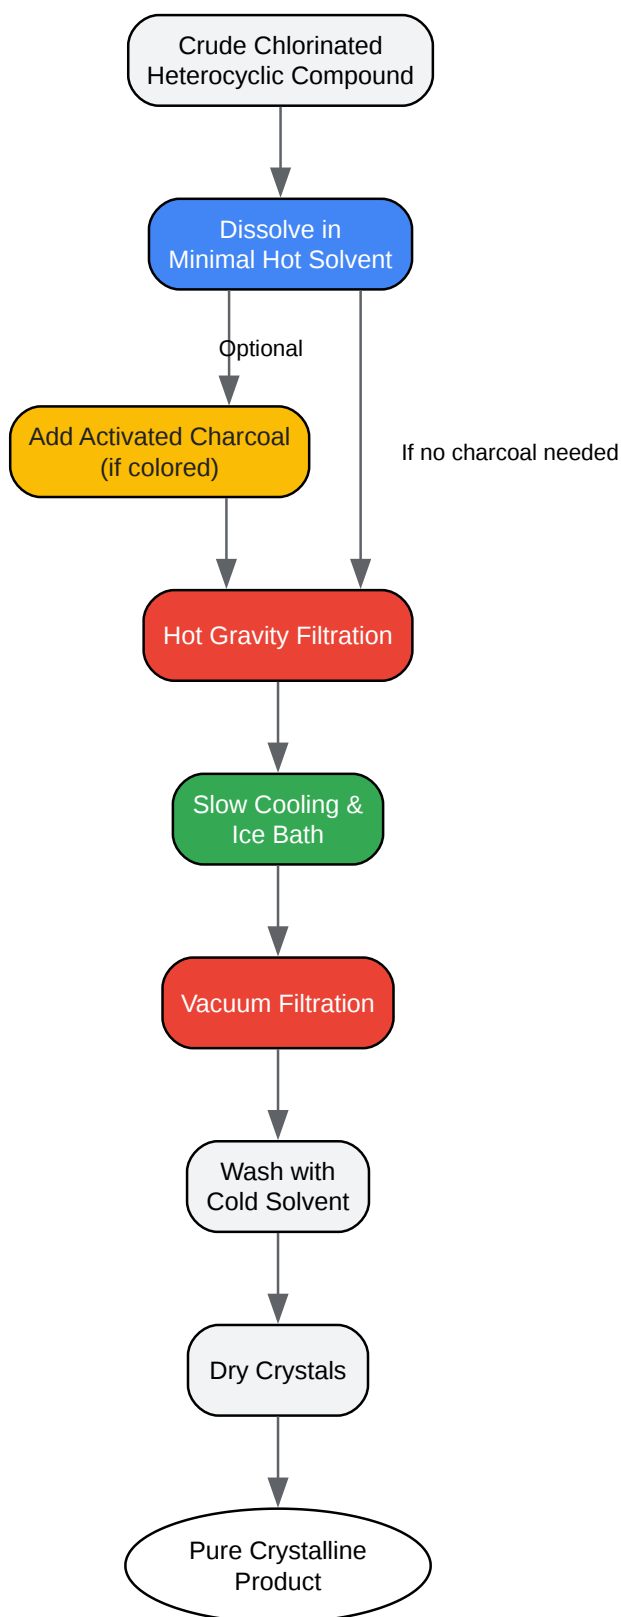 Crude Chlorinated
Heterocyclic Compound
Dissolve in
Minimal Hot Solvent
Optional
Add Activated Charcoal
(if colored)
If no charcoal needed
Hot Gravity Filtration
Slow Cooling &
Ice Bath
Vacuum Filtration
Wash with
Cold Solvent
Dry Crystals
Pure Crystalline
Product